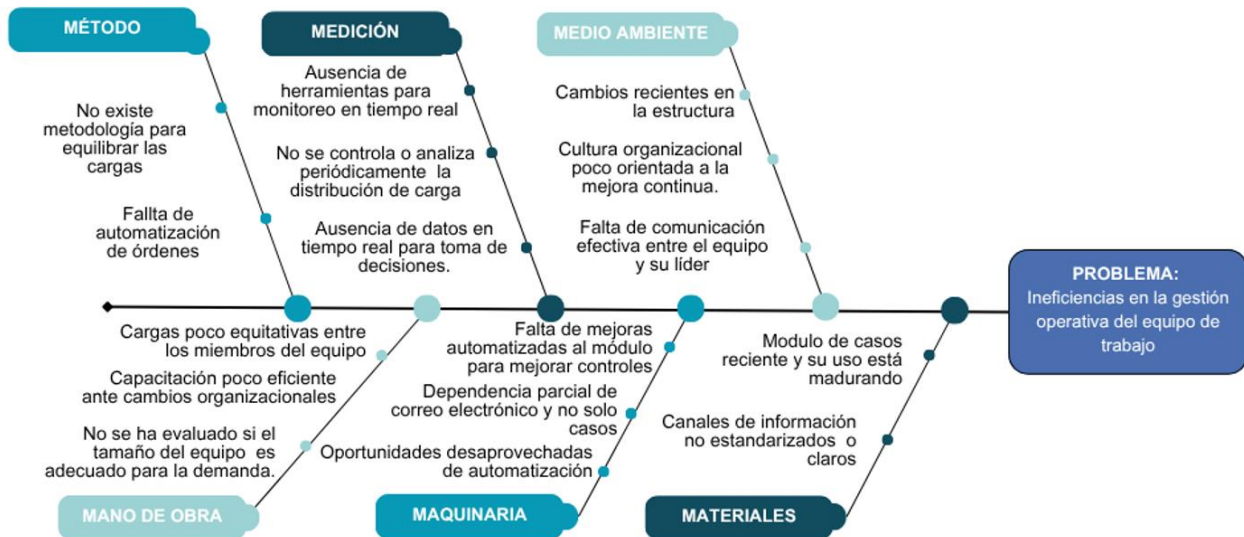 MÉTODO
No existe
metodología para
equilibrar las
cargas
Fallta de
automatización
de órdenes
MEDICIÓN
Ausencia de
herramientas para
monitoreo en tiempo real
No se controla o analiza
periódicamente la
distribución de carga
Ausencia de datos en
tiempo real para toma de
decisiones.
MEDIO AMBIENTE
Cambios recientes en
la estructura
Cultura organizacional
poco orientada a la
mejora continua.
Falta de comunicación
efectiva entre el equipo
y su líder
PROBLEMA:
Ineficiencias en la gestión
operativa del equipo de
trabajo
Cargas poco equitativas entre
los miembros del equipo
Capacitación poco eficiente
ante cambios organizacionales
No se ha evaluado si el
tamaño del equipo es
adecuado para la demanda.
MANO DE OBRA
Falta de mejoras
automatizadas al módulo
para mejorar controles
Dependencia parcial de
correo electrónico y no solo
casos
Oportunidades desaprovechadas
de automatización
MAQUINARIA
Modulo de casos
reciente y su uso está
madurando
Canales de información
no estandarizados o
claros
MATERIALES